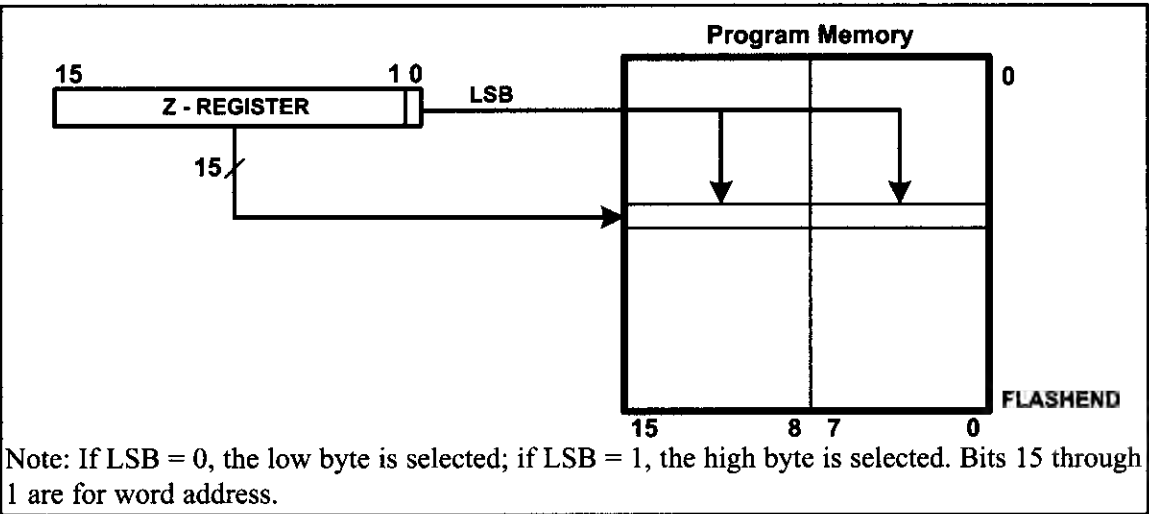 Program Memory
15 1 0
Z - REGISTER
LSB
0
15
FLASHEND
15 8 7 0
Note: If LSB = 0, the low byte is selected; if LSB = 1, the high byte is selected. Bits 15 through
1 are for word address.